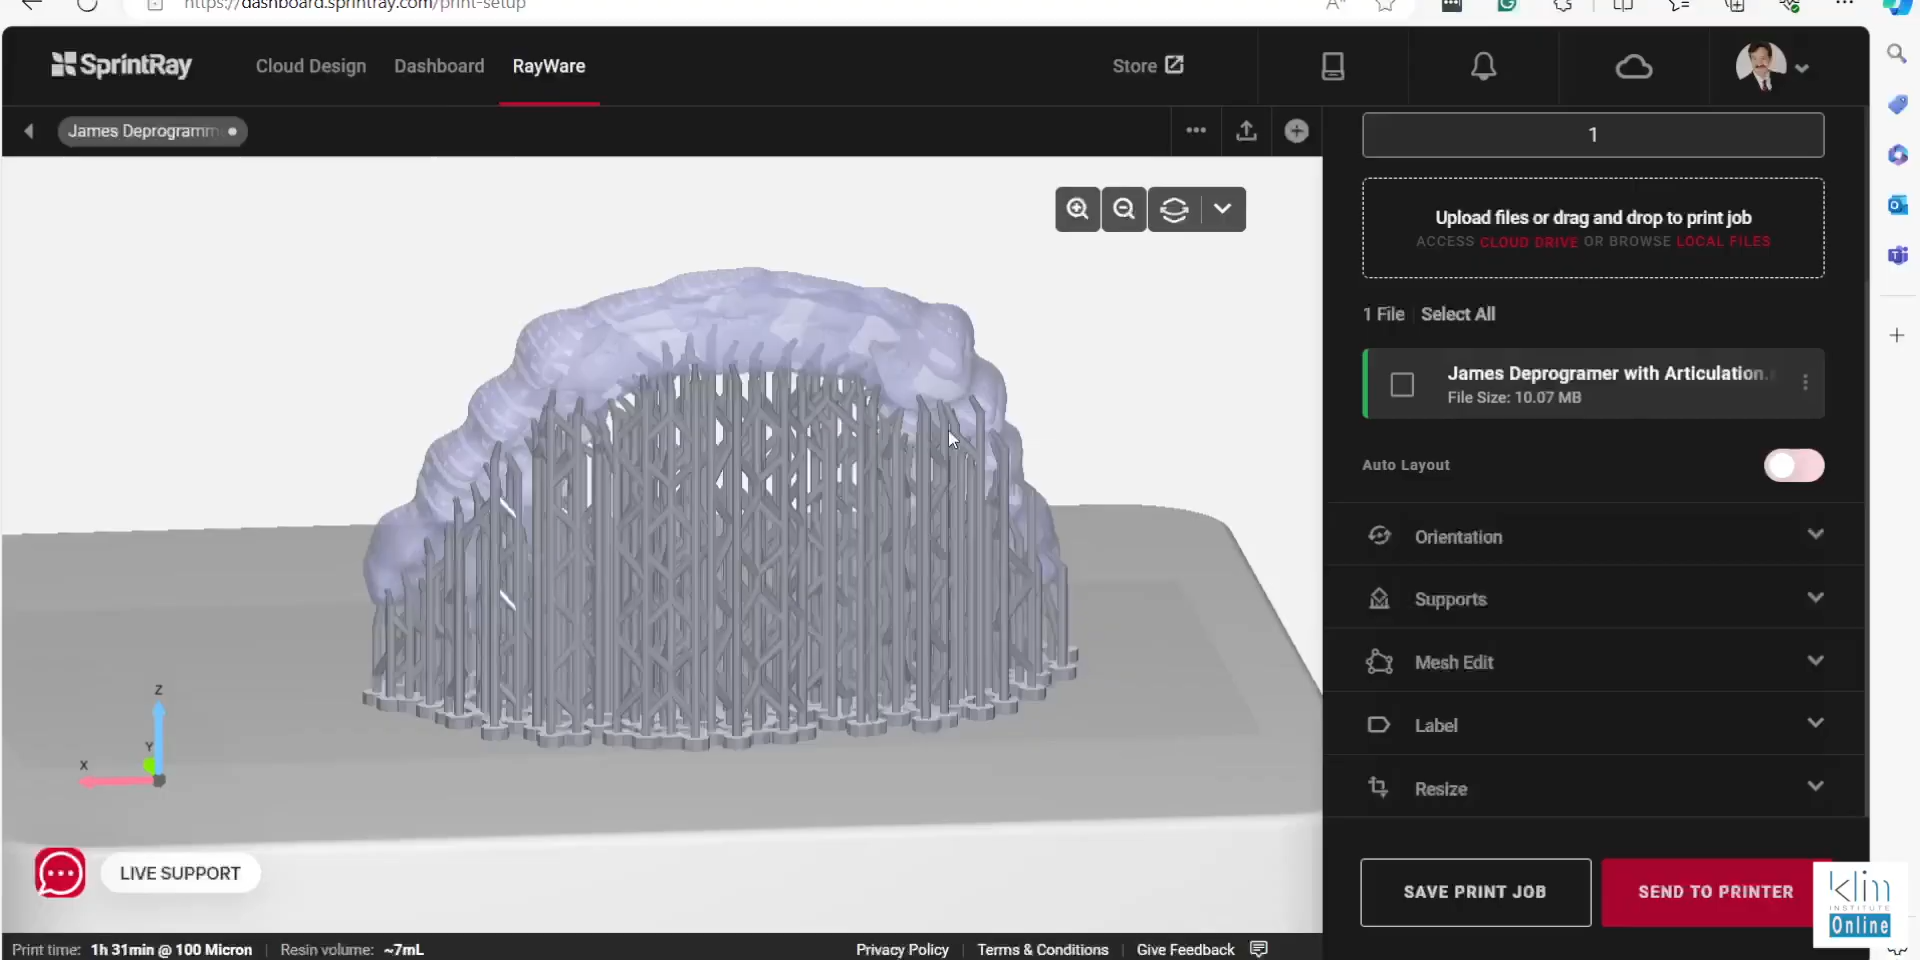 https://dashboard.sprintray.com/print-setup
SprintRay
Cloud Design
Dashboard
RayWare
Store
James Deprogramm
1
Upload files or drag and drop to print job
ACCESS CLOUD DRIVE OR BROWSE LOCAL FILES
1 File
Select All
James Deprogramer with Articulation.
File Size: 10.07 MB
Auto Layout
Orientation
Supports
Mesh Edit
Label
Resize
Z
Y
X
LIVE SUPPORT
SAVE PRINT JOB
SEND TO PRINTER
klim
INSTITUTE
Online
Print time: 1h 31min @ 100 Micron
Resin volume: ~7mL
Privacy Policy
Terms & Conditions
Give Feedback